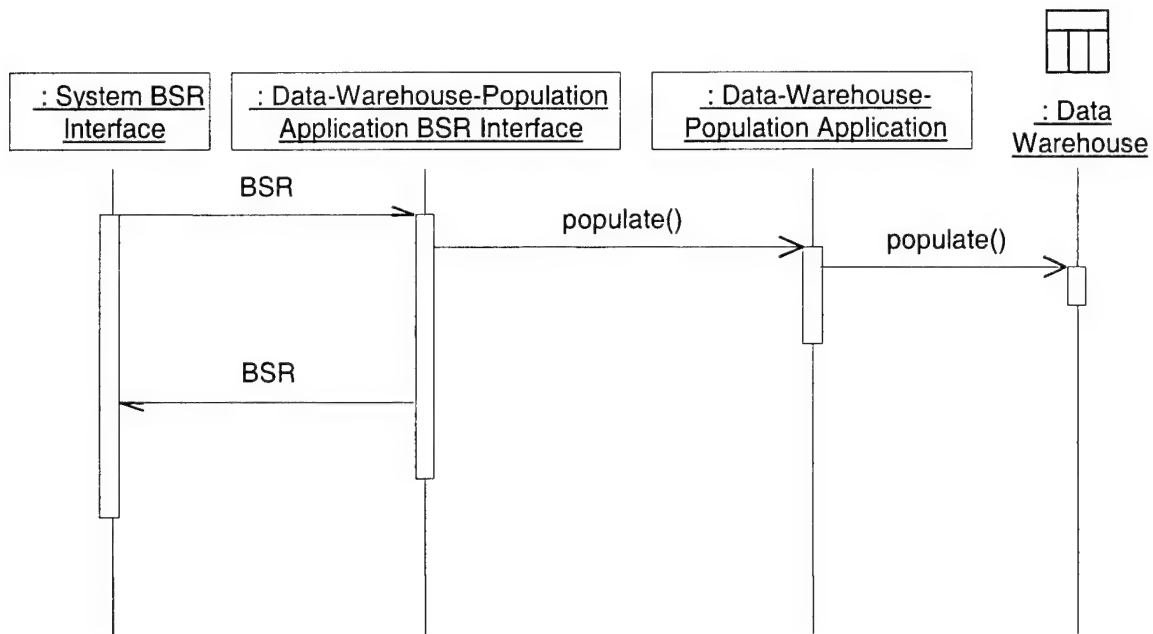 : System BSR
Interface
: Data-Warehouse-Population
Application BSR Interface
: Data-Warehouse-
Population Application
: Data
Warehouse
BSR
populate()
populate()
BSR